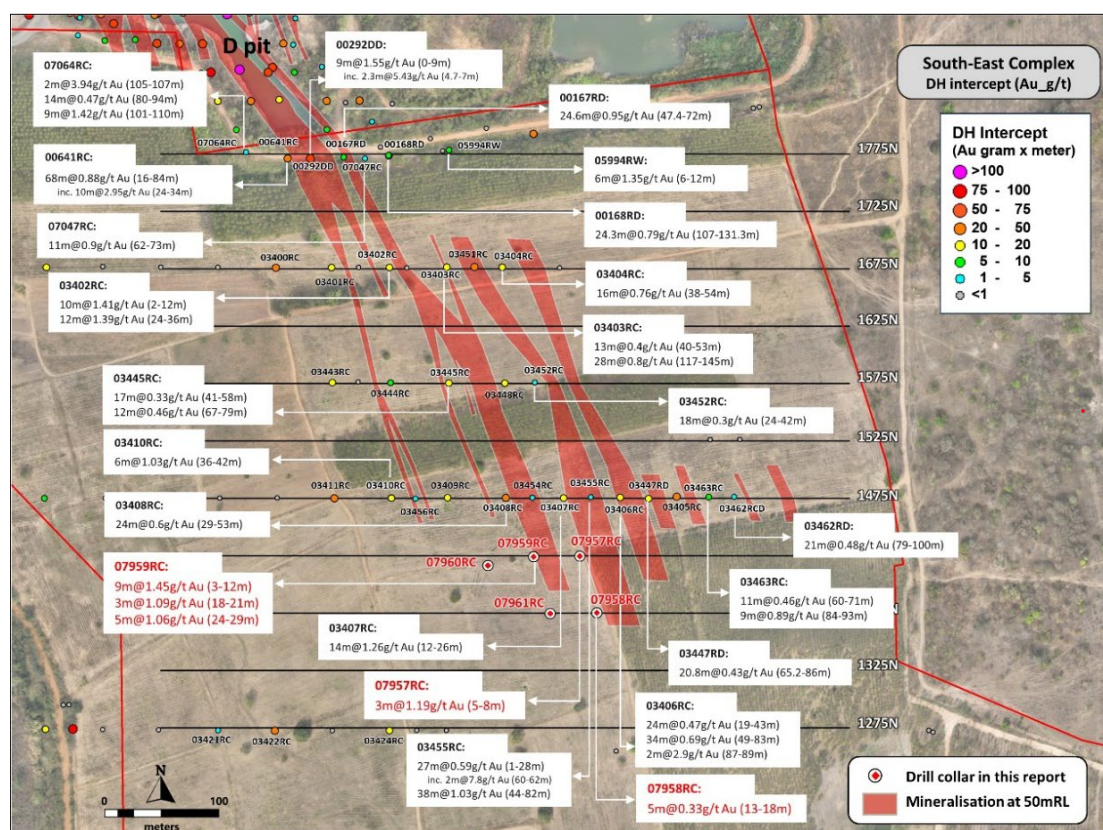 D pit
South-East Complex
DH intercept (Au_g/t)
DH Intercept
(Au gram x meter)
>100
75 - 100
50 - 75
20 - 50
10 - 20
5 - 10
1 - 5
<1
07064RC:
2m@3.94g/t Au (105-107m)
14m@0.47g/t Au (80-94m)
9m@1.42g/t Au (101-110m)
00292DD:
9m@1.55g/t Au (0-9m)
inc. 2.3m@5.43g/t Au (4.7-7m)
00167RD:
24.6m@0.95g/t Au (47.4-72m)
07064RC
00641RC
00292DD
00167RD
07047RC
00168RD
05994RC
1775N
00641RC:
68m@0.88g/t Au (16-84m)
inc. 10m@2.95g/t Au (24-34m)
05994RW:
6m@1.35g/t Au (6-12m)
1725N
07047RC:
11m@0.9g/t Au (62-73m)
00168RD:
24.3m@0.79g/t Au (107-131.3m)
03400RC
03401RC
03402RC
03403RC
03451RC
03404RC
1675N
03402RC:
10m@1.41g/t Au (2-12m)
12m@1.39g/t Au (24-36m)
03404RC:
16m@0.76g/t Au (38-54m)
1625N
03403RC:
13m@0.4g/t Au (40-53m)
28m@0.8g/t Au (117-145m)
03443RC
03444RC
03445RC
03448RC
03452RC
1575N
03445RC:
17m@0.33g/t Au (41-58m)
12m@0.46g/t Au (67-79m)
03452RC:
18m@0.3g/t Au (24-42m)
1525N
03410RC:
6m@1.03g/t Au (36-42m)
03411RC
03410RC
03456RC
03409RC
03408RC
03454RC
03407RC
03455RC
03406RC
03447RD
03405RC
03463RC
03462RCD
1475N
03408RC:
24m@0.6g/t Au (29-53m)
03462RD:
21m@0.48g/t Au (79-100m)
07960RC
07959RC
07957RC
07959RC:
9m@1.45g/t Au (3-12m)
3m@1.09g/t Au (18-21m)
5m@1.06g/t Au (24-29m)
03463RC:
11m@0.46g/t Au (60-71m)
9m@0.89g/t Au (84-93m)
07961RC
07958RC
03407RC:
14m@1.26g/t Au (12-26m)
03447RD:
20.8m@0.43g/t Au (65.2-86m)
1325N
07957RC:
3m@1.19g/t Au (5-8m)
03406RC:
24m@0.47g/t Au (19-43m)
34m@0.69g/t Au (49-83m)
2m@2.9g/t Au (87-89m)
03421RC
03422RC
03424RC
1275N
03455RC:
27m@0.59g/t Au (1-28m)
inc. 2m@7.8g/t Au (60-62m)
38m@1.03g/t Au (44-82m)
07958RC:
5m@0.33g/t Au (13-18m)
N
0 100
meters
Drill collar in this report
Mineralisation at 50mRL